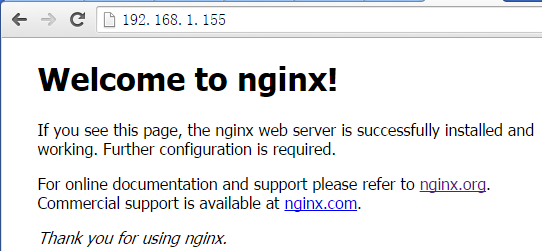 192.168.1.155
Welcome to nginx!
If you see this page, the nginx web server is successfully installed and
working. Further configuration is required.
For online documentation and support please refer to nginx.org.
Commercial support is available at nginx.com.
Thank you for using nginx.